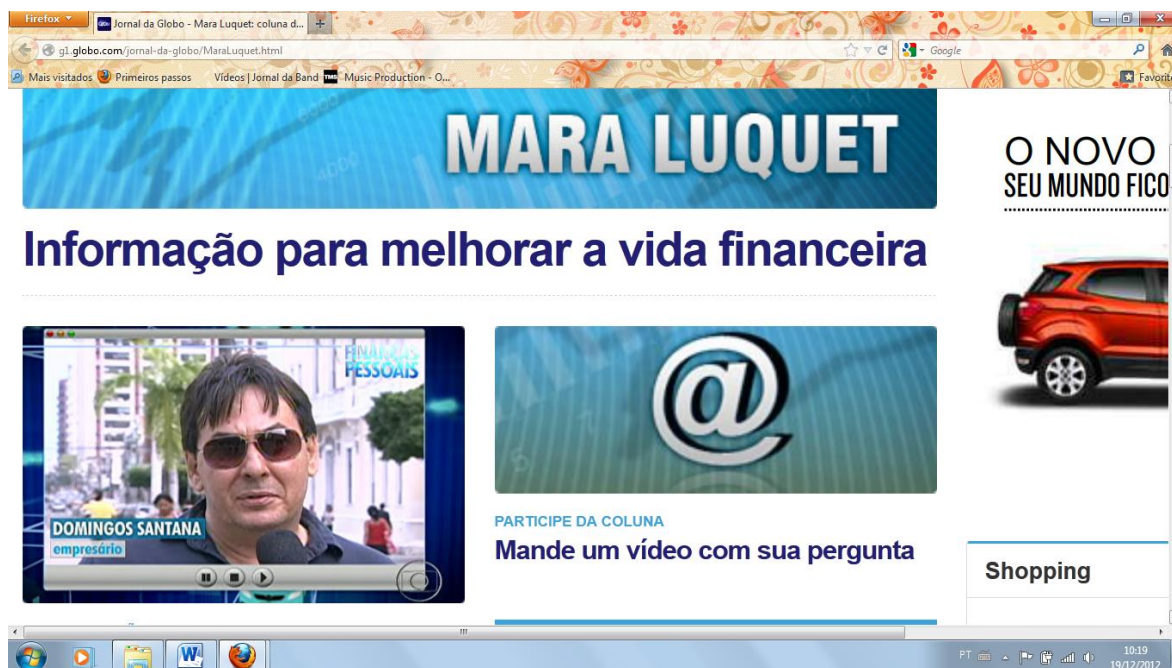 Firefox
Jornal da Globo - Mara Luquet: coluna d...
g1.globo.com/jornal-da-globo/MaraLuquet.html
Google
Mais visitados Primeiros passos Vídeos | Jornal da Band TMS Music Production - O...
Favorit
MARA LUQUET
O NOVO
SEU MUNDO FICO
Informação para melhorar a vida financeira
FINANÇAS
PESSOAIS
DOMINGOS SANTANA
empresário
@
PARTICIPE DA COLUNA
Mande um vídeo com sua pergunta
Shopping
PT
10:19
19/12/2012